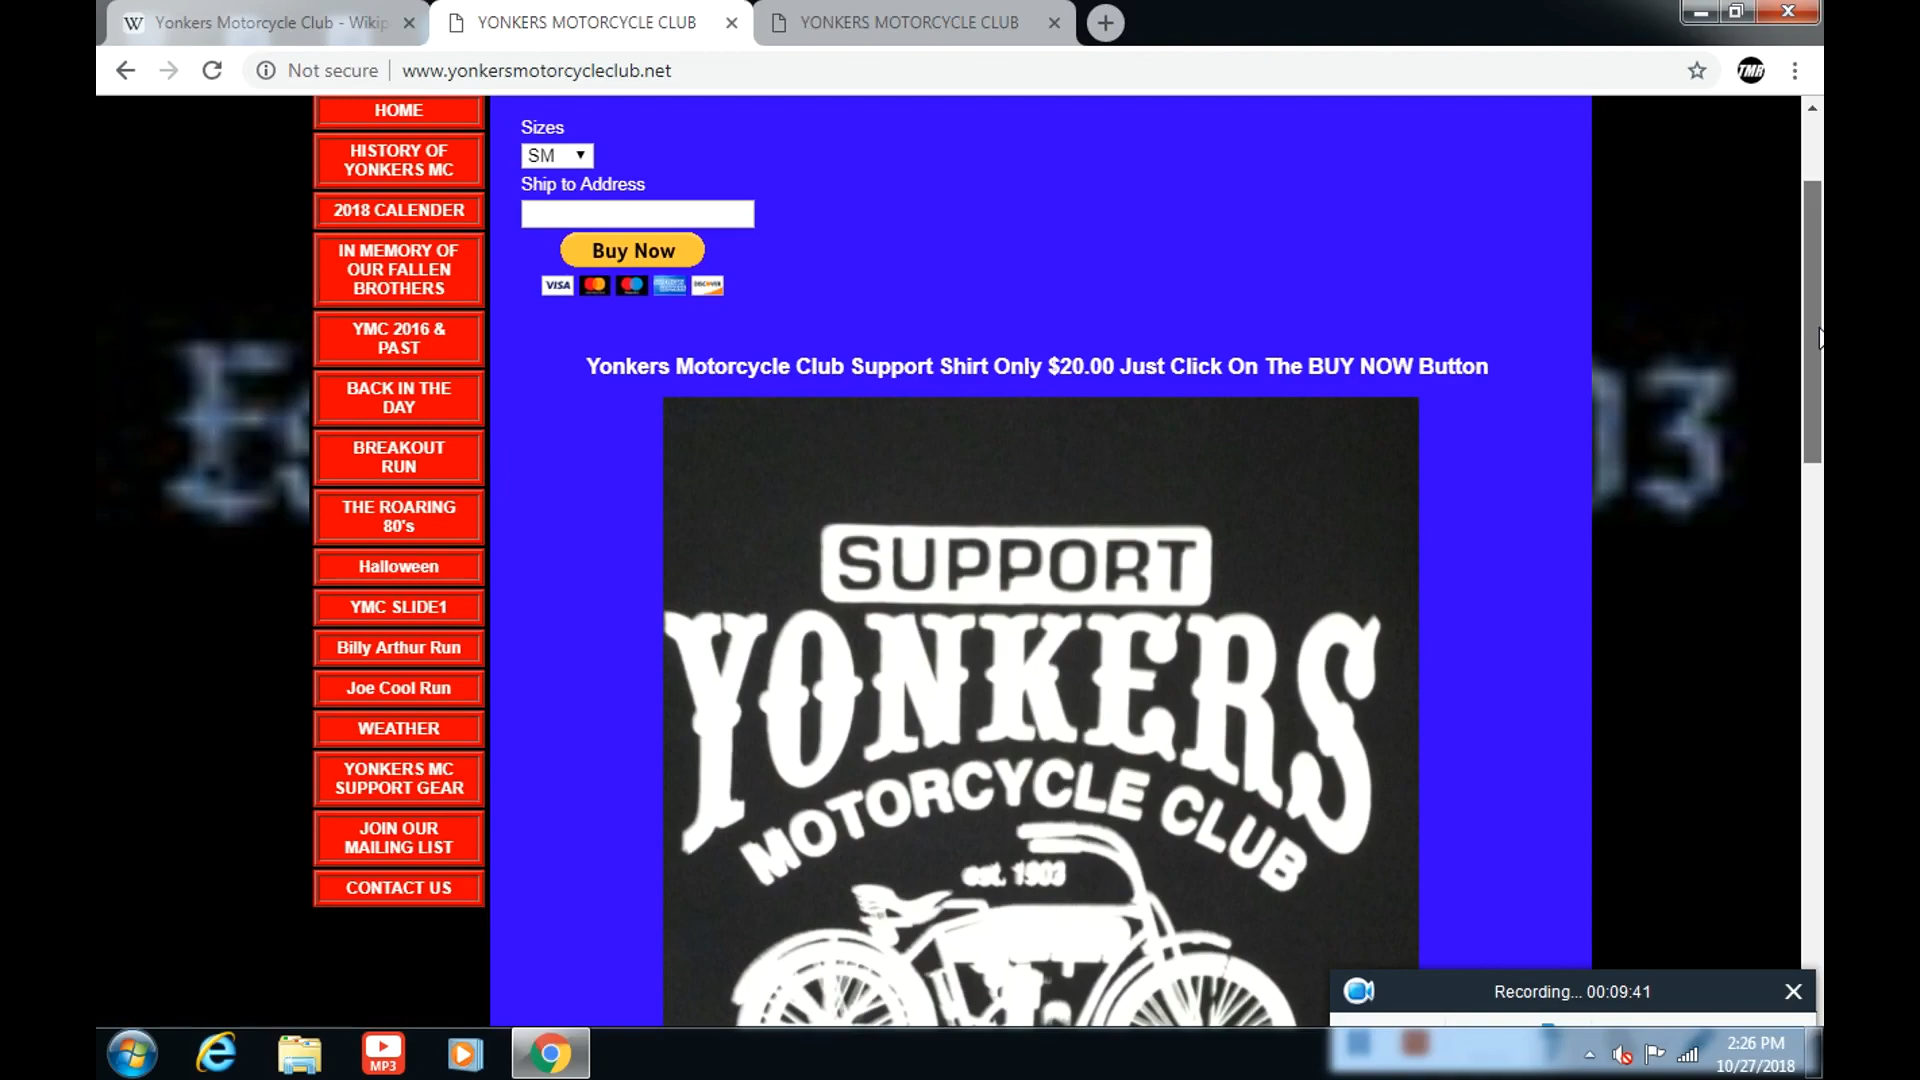 Yonkers Motorcycle Club - Wikip
YONKERS MOTORCYCLE CLUB
YONKERS MOTORCYCLE CLUB
Not secure
www.yonkersmotorcycleclub.net
TMR
HOME
HISTORY OF
YONKERS MC
2018 CALENDER
IN MEMORY OF
OUR FALLEN
BROTHERS
YMC 2016 &
PAST
BACK IN THE
DAY
BREAKOUT
RUN
THE ROARING
80's
Halloween
YMC SLIDE1
Billy Arthur Run
Joe Cool Run
WEATHER
YONKERS MC
SUPPORT GEAR
JOIN OUR
MAILING LIST
CONTACT US
Sizes
SM
Ship to Address
Buy Now
VISA
DISCOVER
Yonkers Motorcycle Club Support Shirt Only $20.00 Just Click On The BUY NOW Button
SUPPORT
YONKERS
MOTORCYCLE CLUB
est. 1903
Recording... 00:09:41
MP3
2:26 PM
10/27/2018